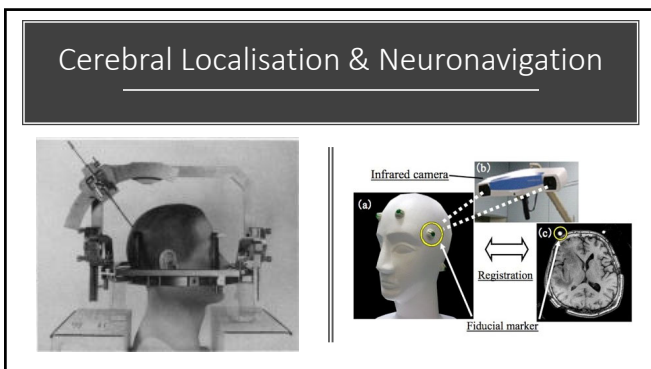 Cerebral Localisation & Neuronavigation
(b)
Infrared camera
(a)
(c)
Registration
Fiducial marker